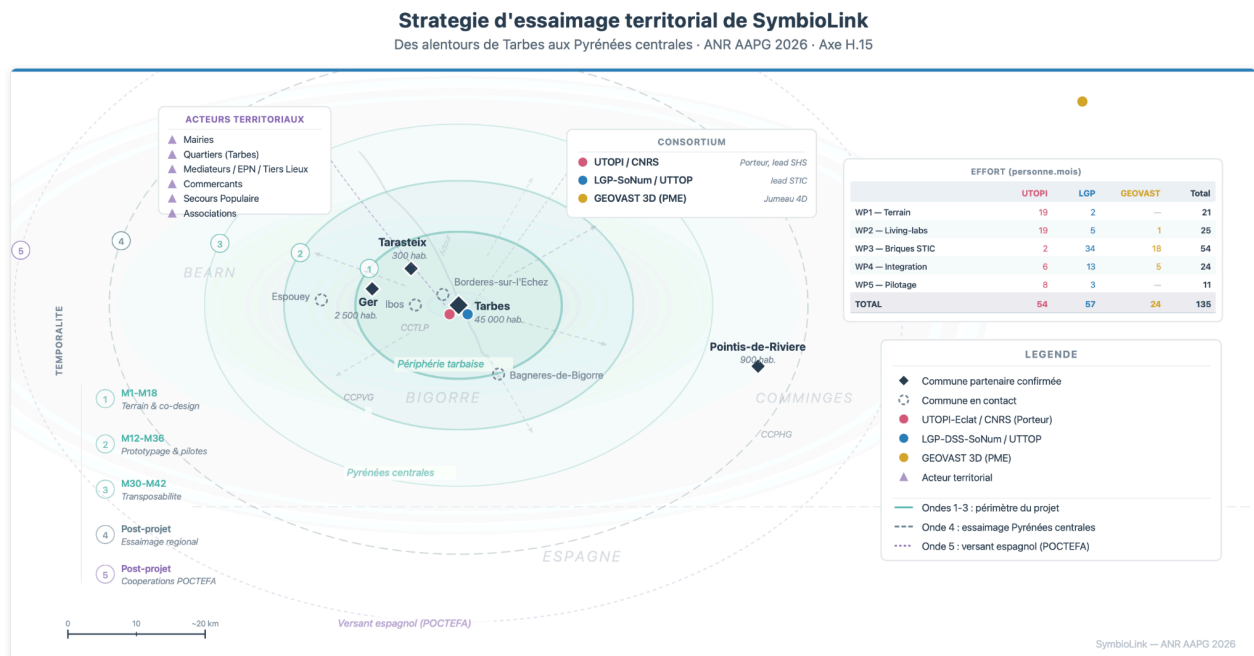 Strategie d'essaimage territorial de SymbioLink
Des alentours de Tarbes aux Pyrénées centrales · ANR AAPG 2026 · Axe H.15
ACTEURS TERRITORIAUX
Mairies
Quartiers (Tarbes)
Mediateurs / EPN / Tiers Lieux
Commercants
Secours Populaire
Associations
CONSORTIUM
UTOPI / CNRS Porteur, lead SHS
LGP-SoNum / UTTOP lead STIC
GEOVAST 3D (PME) Jumeau 4D
EFFORT (personne.mois)
UTOPI LGP GEOVAST Total
WP1 — Terrain 19 2 — 21
WP2 — Living-labs 19 5 1 25
WP3 — Briques STIC 2 34 18 54
WP4 — Integration 6 13 5 24
WP5 — Pilotage 8 3 — 11
TOTAL 54 57 24 135
5
4
3
2
1
BEARN
Tarasteix
300 hab.
Espouey
Ger
2 500 hab.
Ibos
Borderes-sur-l'Echez
Tarbes
45 000 hab.
CCTLP
Périphérie tarbaise
Bagneres-de-Bigorre
CCPVG
BIGORRE
Pointis-de-Riviere
900 hab.
COMMINGES
CCPHG
Pyrénées centrales
ESPAGNE
Versant espagnol (POCTEFA)
TEMPORALITE
1 M1-M18
Terrain & co-design
2 M12-M36
Prototypage & pilotes
3 M30-M42
Transposabilite
4 Post-projet
Essaimage regional
5 Post-projet
Cooperations POCTEFA
0 10 ~20 km
LEGENDE
Commune partenaire confirmée
Commune en contact
UTOPI-Eclat / CNRS (Porteur)
LGP-DSS-SoNum / UTTOP
GEOVAST 3D (PME)
Acteur territorial
Ondes 1-3 : périmètre du projet
Onde 4 : essaimage Pyrénées centrales
Onde 5 : versant espagnol (POCTEFA)
SymbioLink — ANR AAPG 2026